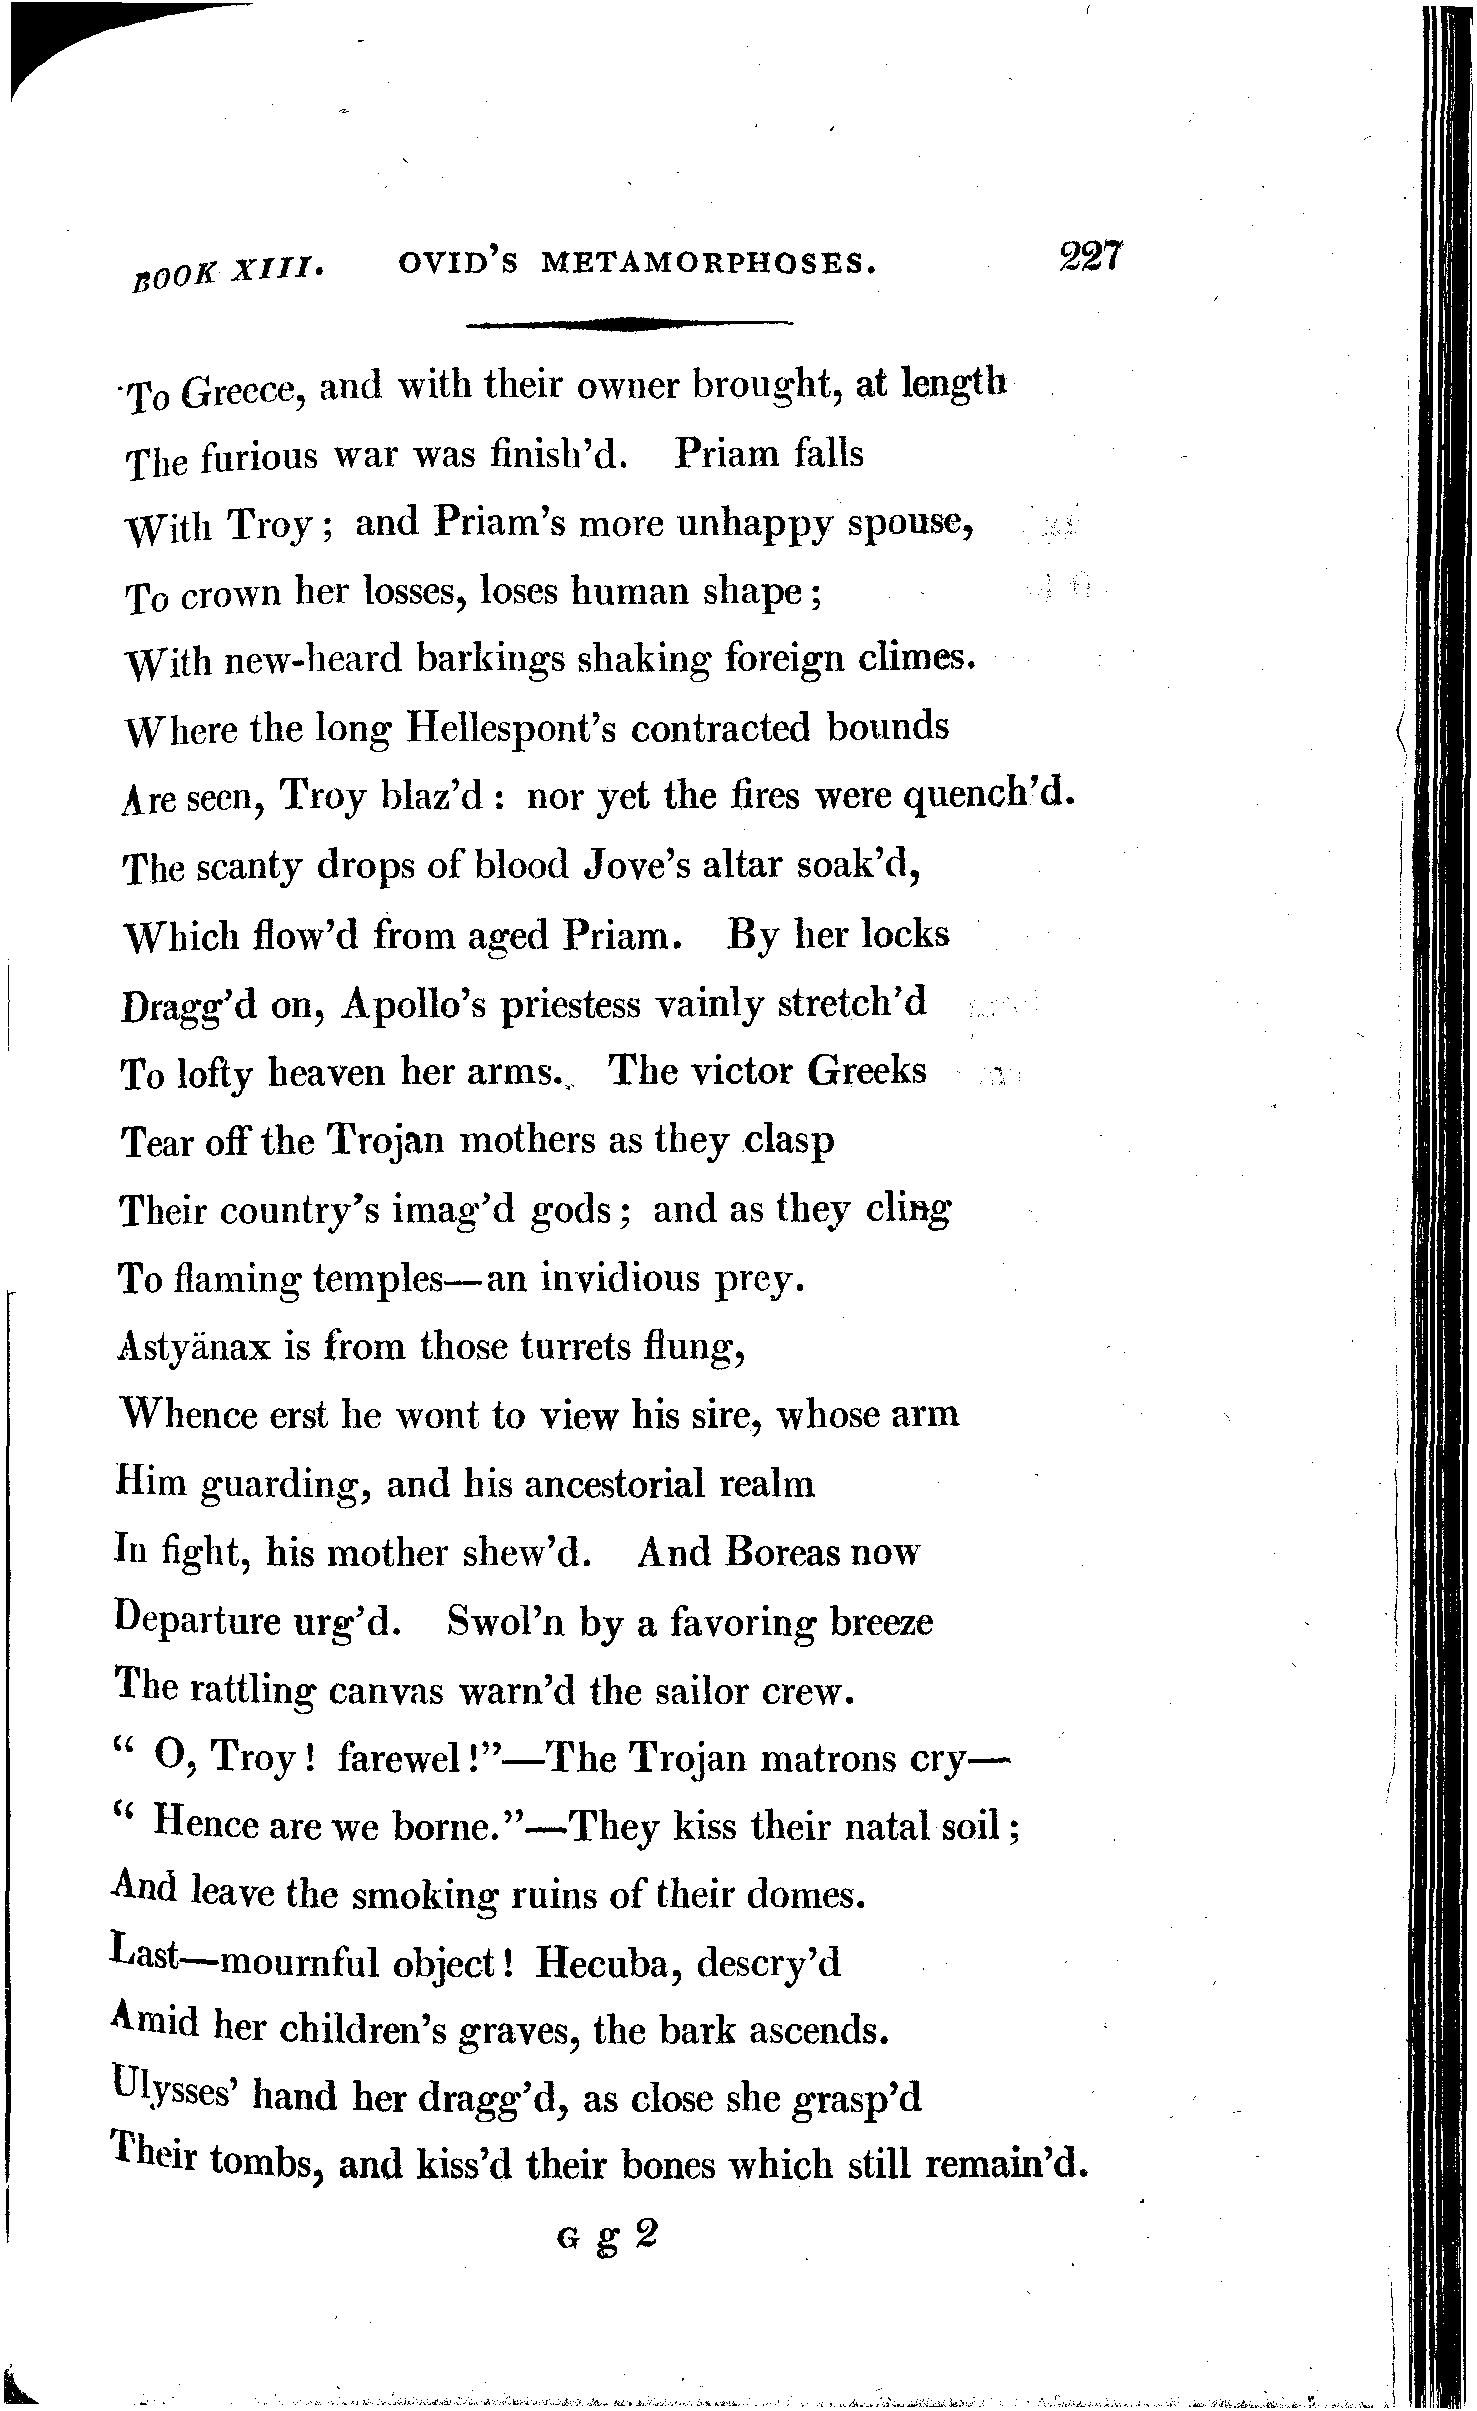 BOOK XIII. OVID'S METAMORPHOSES. 227
To Greece, and with their owner brought, at length
The furious war was finish'd. Priam falls
With Troy; and Priam's more unhappy spouse,
To crown her losses, loses human shape;
With new-heard barkings shaking foreign climes.
Where the long Hellespont's contracted bounds
Are seen, Troy blaz'd: nor yet the fires were quench'd.
The scanty drops of blood Jove's altar soak'd,
Which flow'd from aged Priam. By her locks
Dragg'd on, Apollo's priestess vainly stretch'd
To lofty heaven her arms. The victor Greeks
Tear off the Trojan mothers as they clasp
Their country's imag'd gods; and as they cling
To flaming temples—an invidious prey.
Astyänax is from those turrets flung,
Whence erst he wont to view his sire, whose arm
Him guarding, and his ancestorial realm
In fight, his mother shew'd. And Boreas now
Departure urg'd. Swol'n by a favoring breeze
The rattling canvas warn'd the sailor crew.
" O, Troy! farewel!"—The Trojan matrons cry—
" Hence are we borne."—They kiss their natal soil;
And leave the smoking ruins of their domes.
Last—mournful object! Hecuba, descry'd
Amid her children's graves, the bark ascends.
Ulysses' hand her dragg'd, as close she grasp'd
Their tombs, and kiss'd their bones which still remain'd.
G g 2